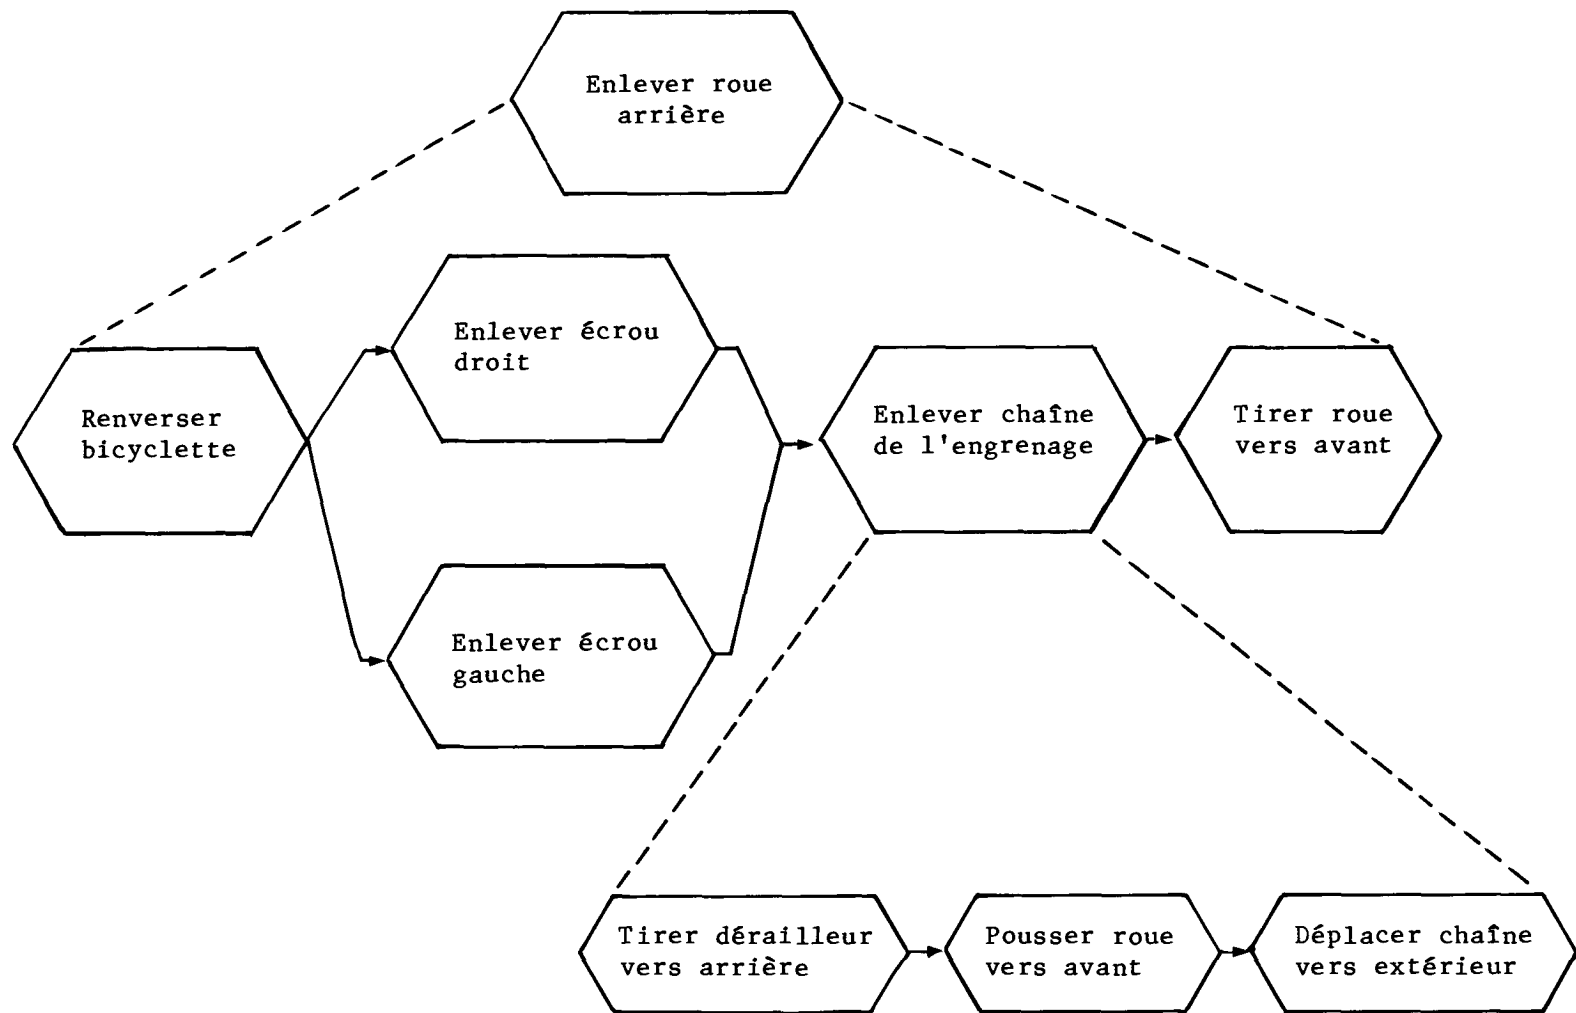 Enlever roue
arrière
Enlever écrou
droit
Renverser
bicyclette
Enlever chaîne
de l'engrenage
Tirer roue
vers avant
Enlever écrou
gauche
Tirer dérailleur
vers arrière
Pousser roue
vers avant
Déplacer chaîne
vers extérieur